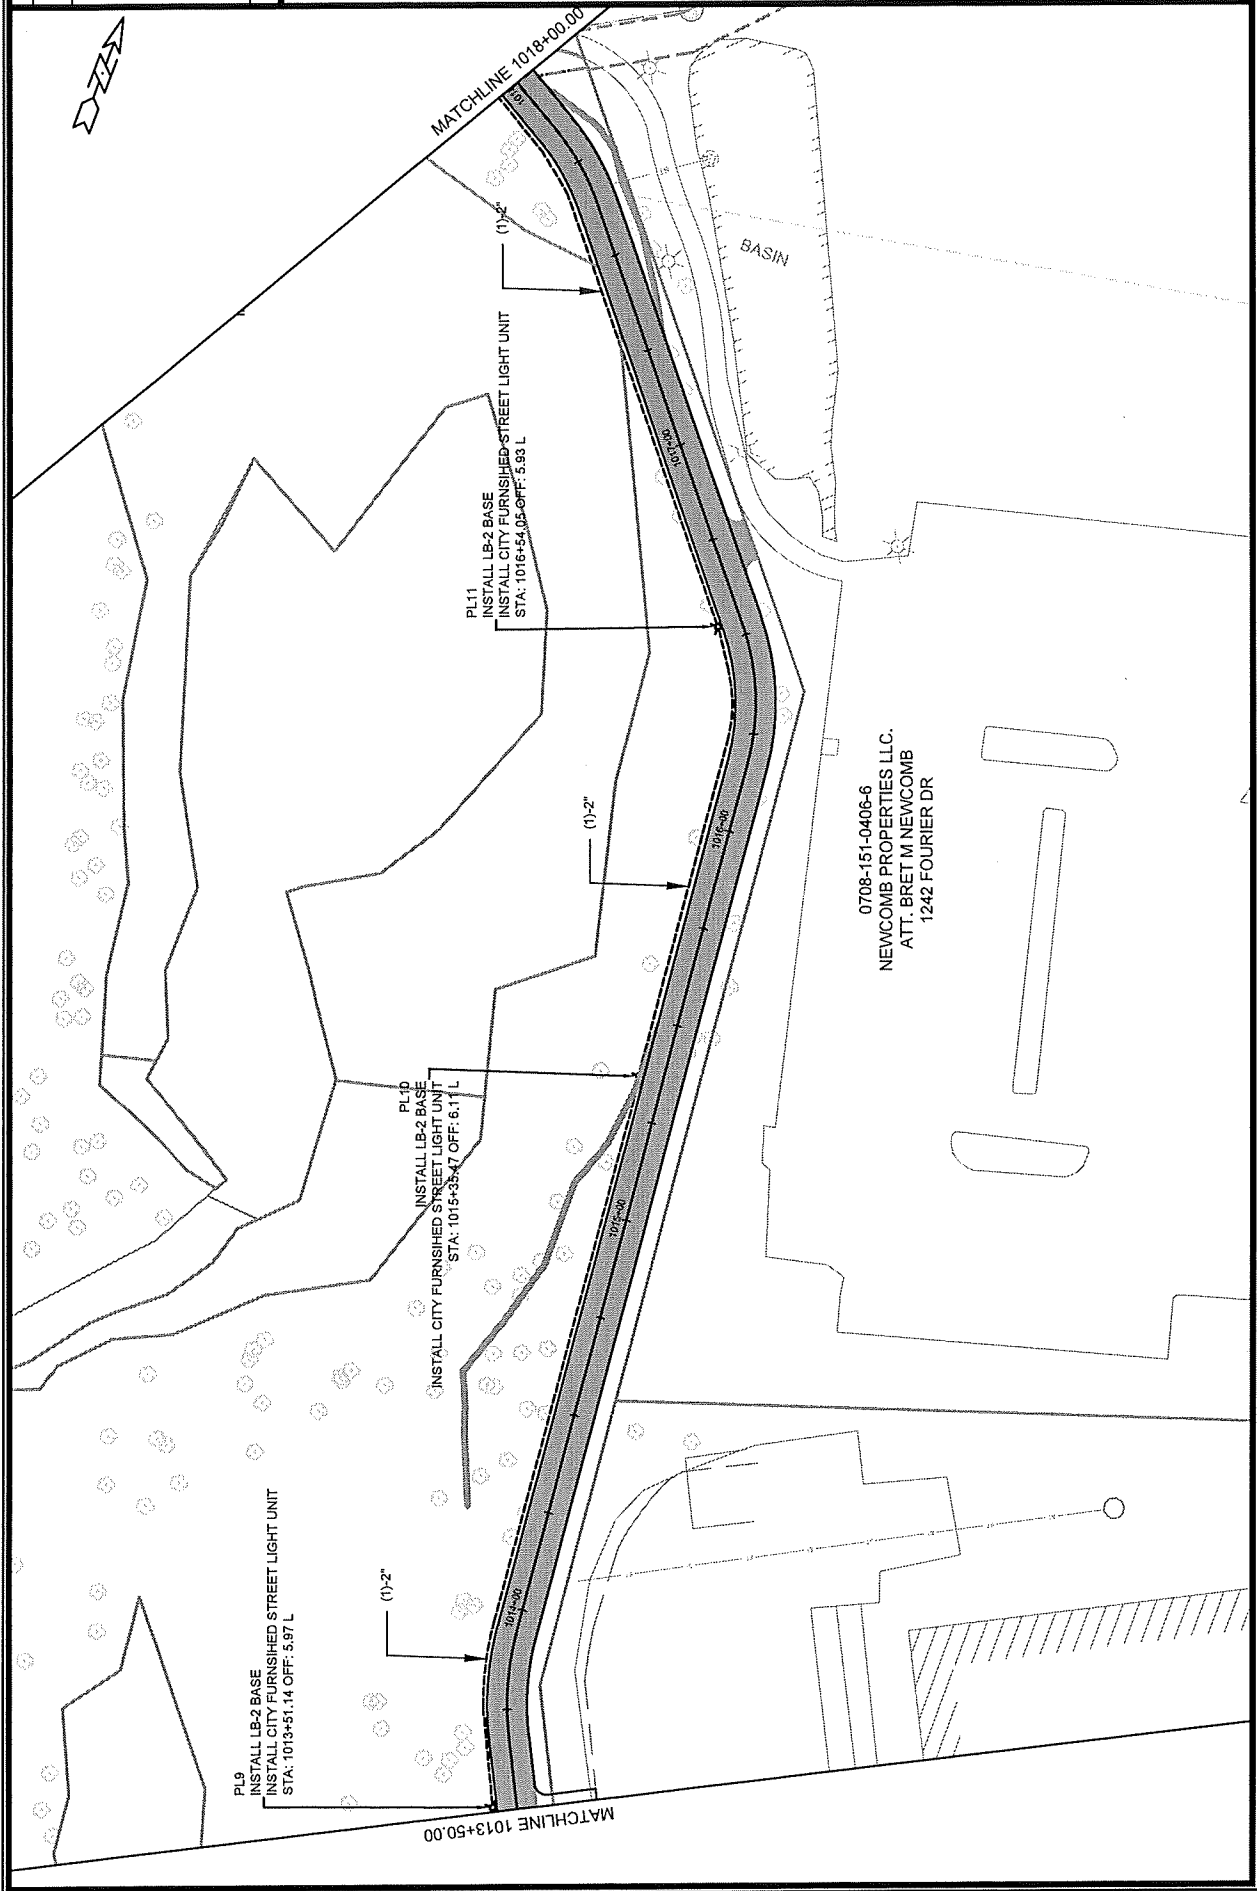 MATCHLINE 1018+00.00
(1)-2"
BASIN
PL11
INSTALL LB-2 BASE
INSTALL CITY FURNSIHED STREET LIGHT UNIT
STA: 1016+54.05 OFF: 5.93 L
1017+00
(1)-2"
1016+00
0708-151-0406-6
NEWCOMB PROPERTIES LLC.
ATT. BRET M NEWCOMB
1242 FOURIER DR
PL10
INSTALL LB-2 BASE
INSTALL CITY FURNSIHED STREET LIGHT UNIT
STA: 1015+35.47 OFF: 6.11 L
1015+00
PL9
INSTALL LB-2 BASE
INSTALL CITY FURNSIHED STREET LIGHT UNIT
STA: 1013+51.14 OFF: 5.97 L
(1)-2"
1014+00
MATCHLINE 1013+50.00